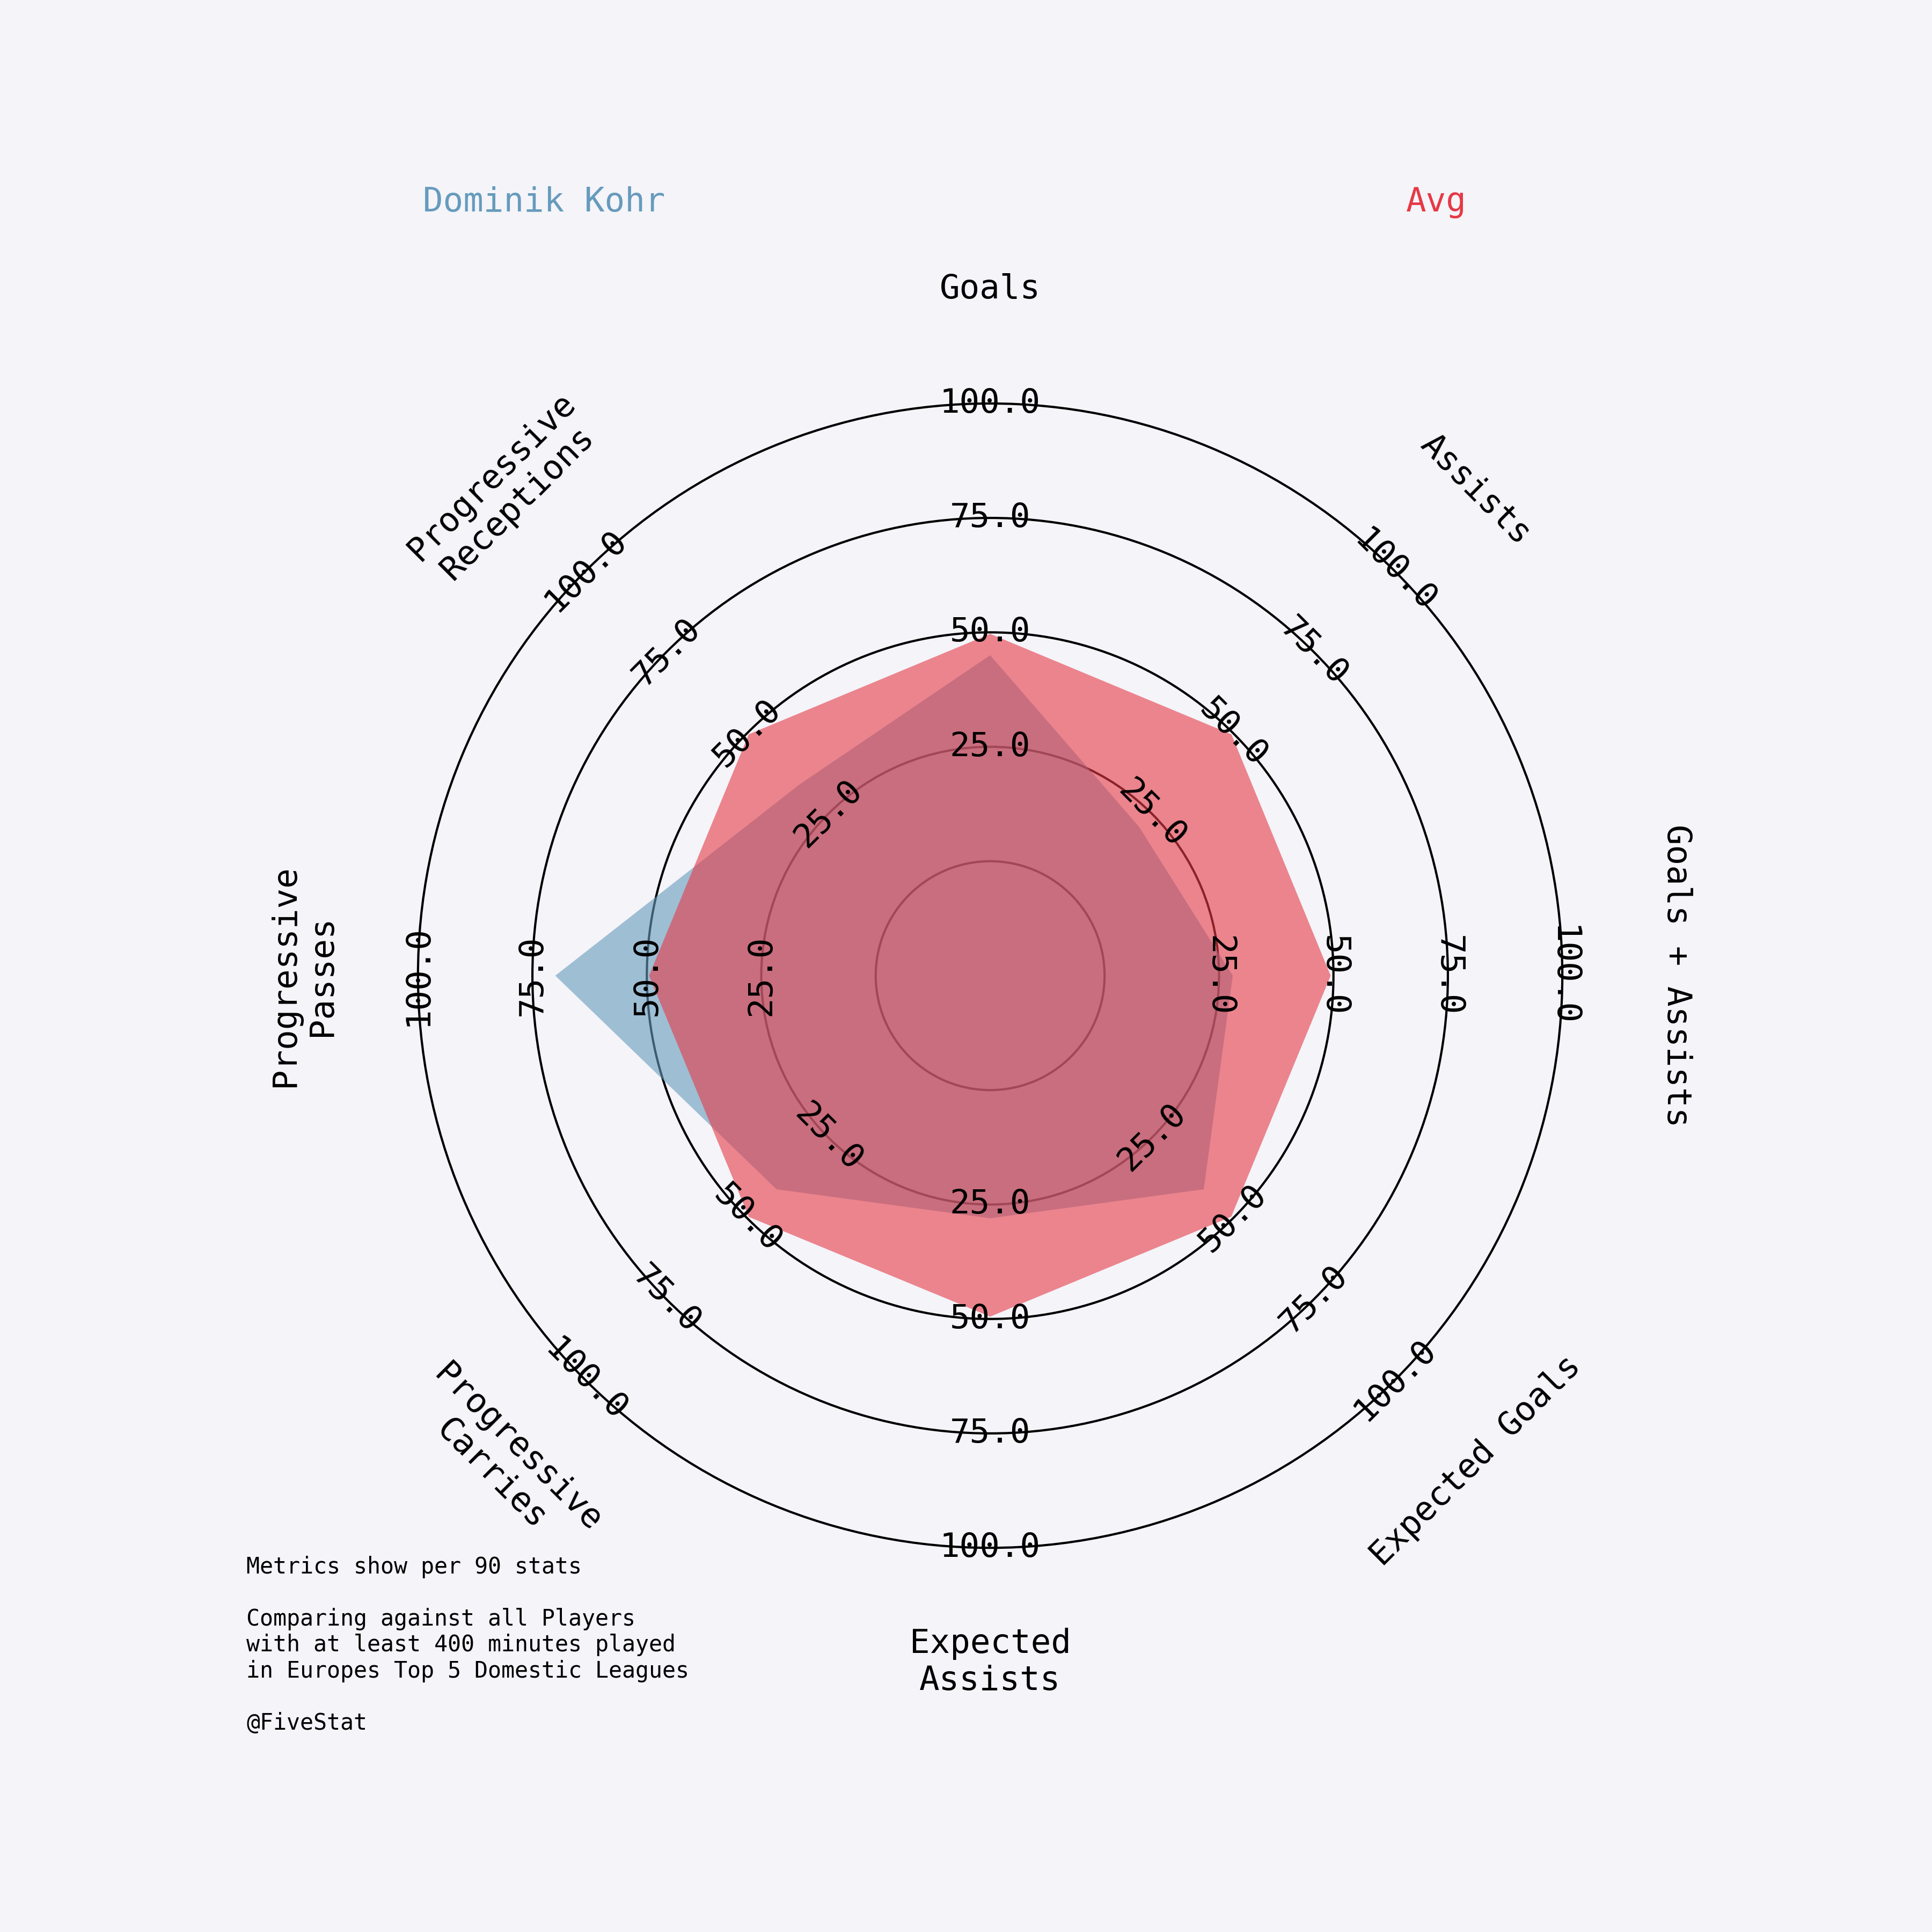 Dominik Kohr
Avg
Goals
Assists
Goals + Assists
Expected Goals
Expected
Assists
Progressive
Carries
Progressive
Passes
Progressive
Receptions
25.0
50.0
75.0
100.0
25.0
50.0
75.0
100.0
25.0
50.0
75.0
100.0
25.0
50.0
75.0
100.0
25.0
50.0
75.0
100.0
25.0
50.0
75.0
100.0
25.0
50.0
75.0
100.0
25.0
50.0
75.0
100.0
Metrics show per 90 stats
Comparing against all Players
with at least 400 minutes played
in Europes Top 5 Domestic Leagues
@FiveStat